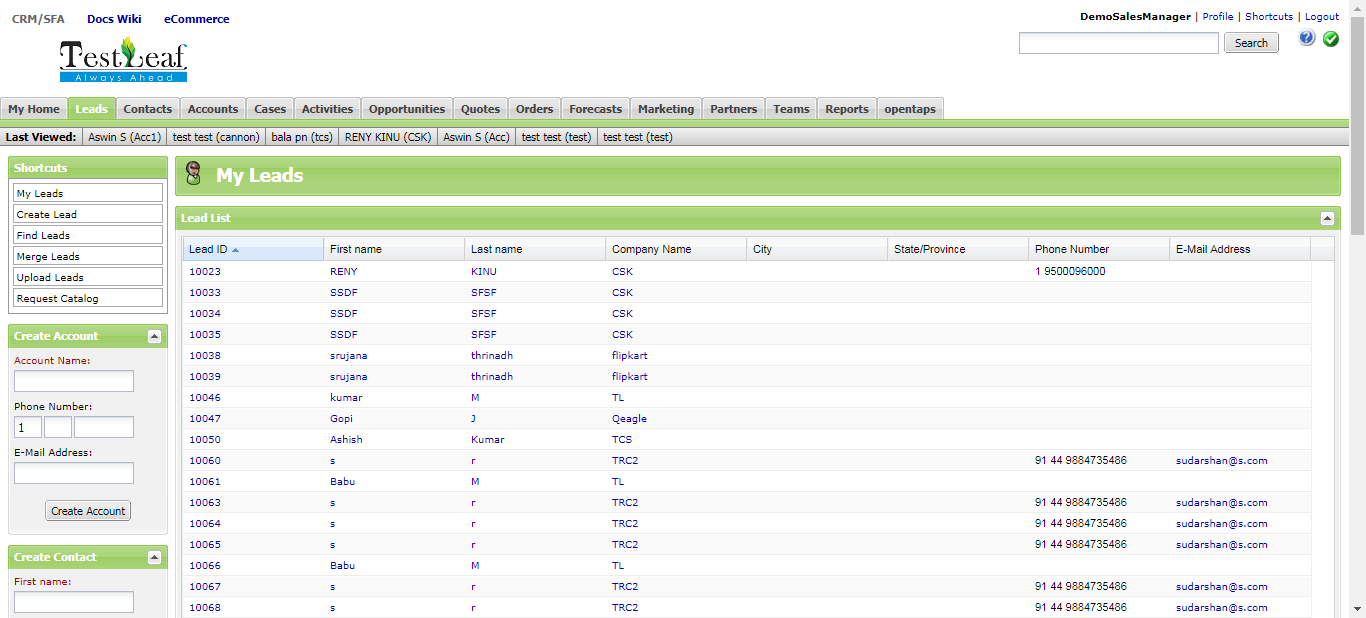 CRM/SFA Docs Wiki eCommerce
DemoSalesManager | Profile | Shortcuts | Logout
TestLeaf
Always Ahead
Search
My Home Leads Contacts Accounts Cases Activities Opportunities Quotes Orders Forecasts Marketing Partners Teams Reports opentaps
Last Viewed: Aswin S (Acc1) test test (cannon) bala pn (tcs) RENY KINU (CSK) Aswin S (Acc) test test (test) test test (test)
Shortcuts
My Leads
Create Lead
Find Leads
Merge Leads
Upload Leads
Request Catalog
Create Account
Account Name:
Phone Number:
1
E-Mail Address:
Create Account
Create Contact
First name:
My Leads
Lead List
Lead ID First name Last name Company Name City State/Province Phone Number E-Mail Address
10023 RENY KINU CSK 1 9500096000
10033 SSDF SFSF CSK
10034 SSDF SFSF CSK
10035 SSDF SFSF CSK
10038 srujana thrinadh flipkart
10039 srujana thrinadh flipkart
10046 kumar M TL
10047 Gopi J Qeagle
10050 Ashish Kumar TCS
10060 s r TRC2 91 44 9884735486 sudarshan@s.com
10061 Babu M TL
10063 s r TRC2 91 44 9884735486 sudarshan@s.com
10064 s r TRC2 91 44 9884735486 sudarshan@s.com
10065 s r TRC2 91 44 9884735486 sudarshan@s.com
10066 Babu M TL
10067 s r TRC2 91 44 9884735486 sudarshan@s.com
10068 s r TRC2 91 44 9884735486 sudarshan@s.com